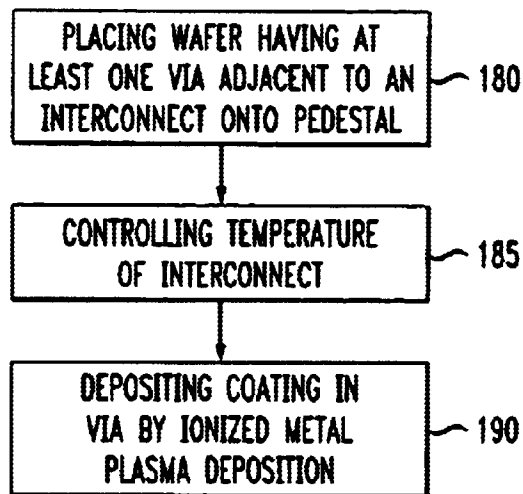 PLACING WAFER HAVING AT
LEAST ONE VIA ADJACENT TO AN
INTERCONNECT ONTO PEDESTAL
180
CONTROLLING TEMPERATURE
OF INTERCONNECT
185
DEPOSITING COATING IN
VIA BY IONIZED METAL
PLASMA DEPOSITION
190